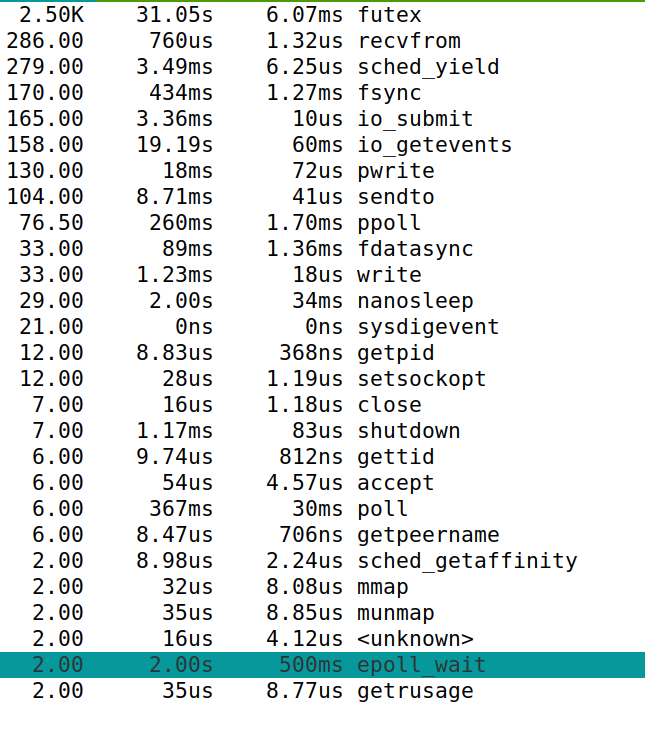 2.50K 31.05s 6.07ms futex
286.00 760us 1.32us recvfrom
279.00 3.49ms 6.25us sched_yield
170.00 434ms 1.27ms fsync
165.00 3.36ms 10us io_submit
158.00 19.19s 60ms io_getevents
130.00 18ms 72us pwrite
104.00 8.71ms 41us sendto
76.50 260ms 1.70ms ppoll
33.00 89ms 1.36ms fdatasync
33.00 1.23ms 18us write
29.00 2.00s 34ms nanosleep
21.00 0ns 0ns sysdigevent
12.00 8.83us 368ns getpid
12.00 28us 1.19us setsockopt
7.00 16us 1.18us close
7.00 1.17ms 83us shutdown
6.00 9.74us 812ns gettid
6.00 54us 4.57us accept
6.00 367ms 30ms poll
6.00 8.47us 706ns getpeername
2.00 8.98us 2.24us sched_getaffinity
2.00 32us 8.08us mmap
2.00 35us 8.85us munmap
2.00 16us 4.12us <unknown>
2.00 2.00s 500ms epoll_wait
2.00 35us 8.77us getrusage